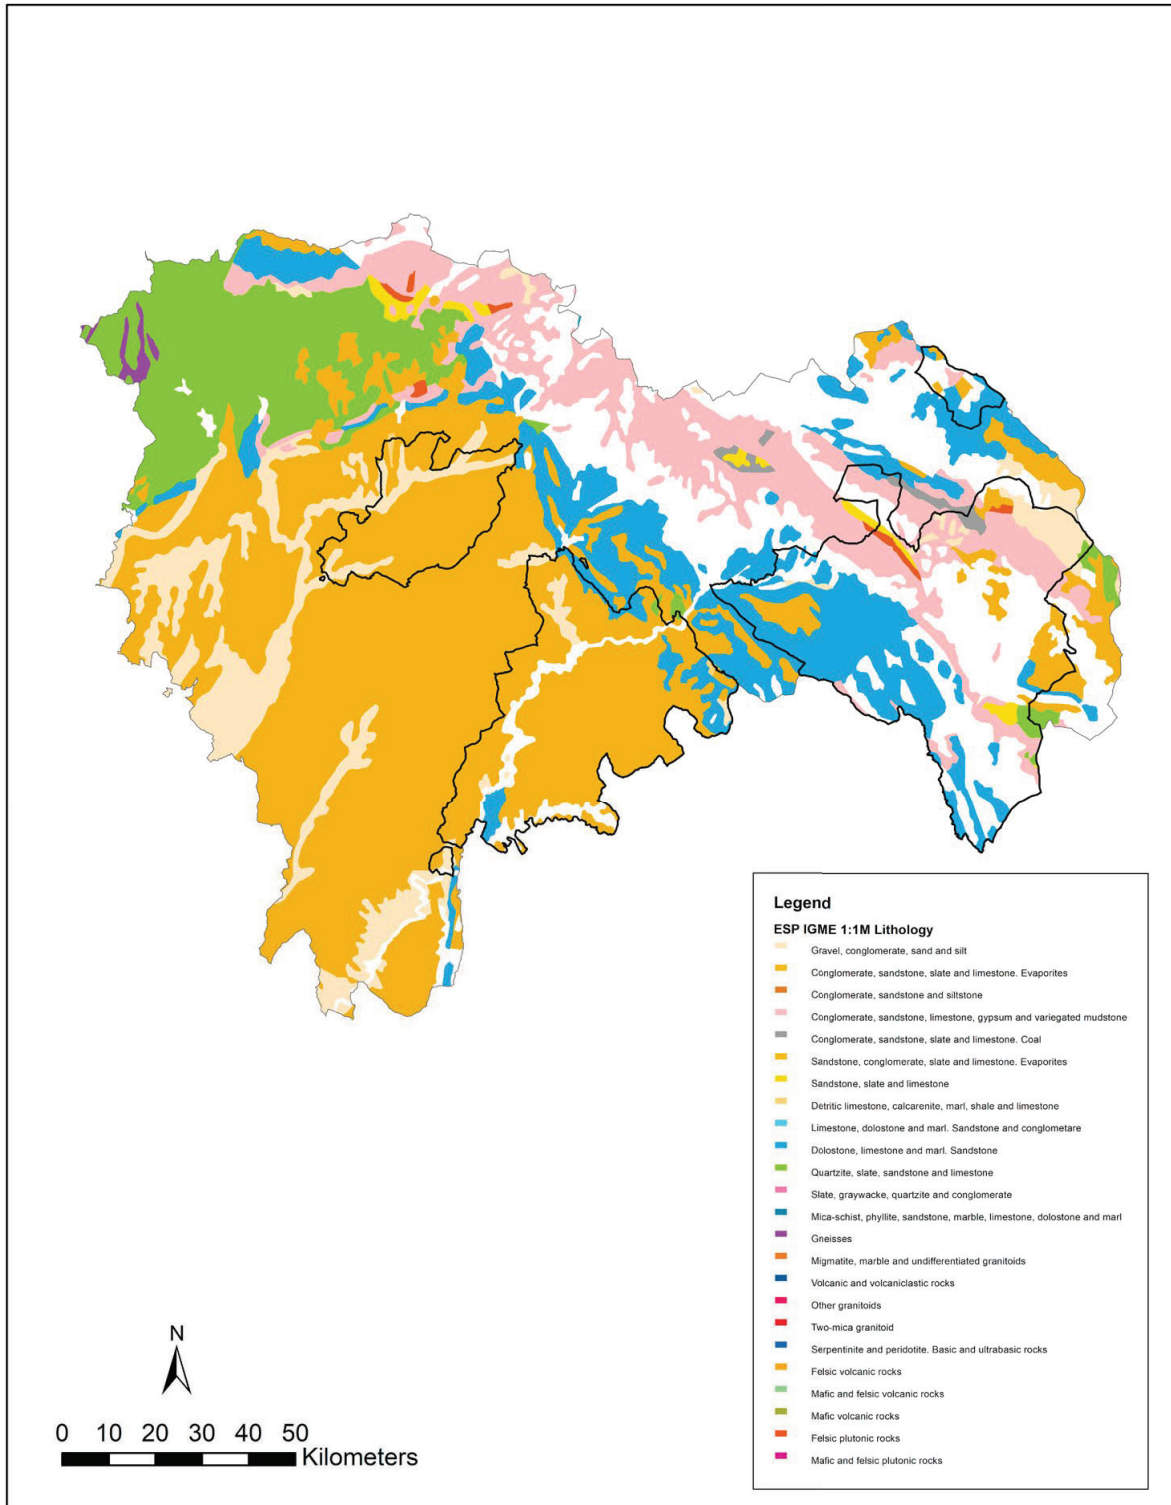 Legend
ESP IGME 1:1M Lithology
Gravel, conglomerate, sand and silt
Conglomerate, sandstone, slate and limestone. Evaporites
Conglomerate, sandstone and siltstone
Conglomerate, sandstone, limestone, gypsum and variegated mudstone
Conglomerate, sandstone, slate and limestone. Coal
Sandstone, conglomerate, slate and limestone. Evaporites
Sandstone, slate and limestone
Detritic limestone, calcarenite, marl, shale and limestone
Limestone, dolostone and marl. Sandstone and conglometare
Dolostone, limestone and marl. Sandstone
Quartzite, slate, sandstone and limestone
Slate, graywacke, quartzite and conglomerate
Mica-schist, phyllite, sandstone, marble, limestone, dolostone and marl
Gneisses
Migmatite, marble and undifferentiated granitoids
Volcanic and volcaniclastic rocks
Other granitoids
Two-mica granitoid
Serpentinite and peridotite. Basic and ultrabasic rocks
Felsic volcanic rocks
Mafic and felsic volcanic rocks
Mafic volcanic rocks
Felsic plutonic rocks
Mafic and felsic plutonic rocks
N
0 10 20 30 40 50
Kilometers